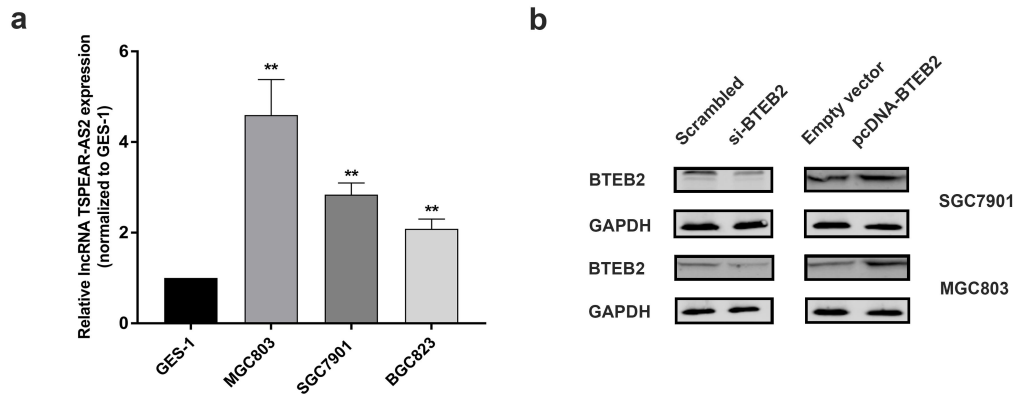 a
Relative lncRNA TSPEAR-AS2 expression
(normalized to GES-1)
6
4
2
0
**
**
**
GES-1
MGC803
SGC7901
BGC823
b
Scrambled
si-BTEB2
Empty vector
pcDNA-BTEB2
BTEB2
GAPDH
SGC7901
BTEB2
GAPDH
MGC803